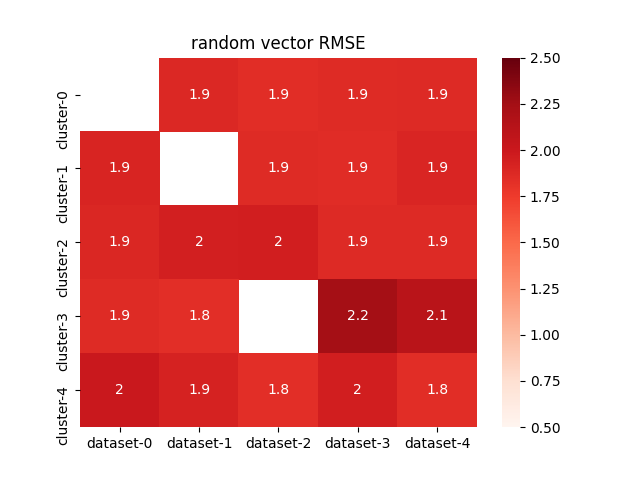 random vector RMSE
cluster-0
1.9 1.9 1.9 1.9
cluster-1
1.9 1.9 1.9 1.9
cluster-2
1.9 2 2 1.9 1.9
cluster-3
1.9 1.8 2.2 2.1
cluster-4
2 1.9 1.8 2 1.8
dataset-0 dataset-1 dataset-2 dataset-3 dataset-4
2.50
2.25
2.00
1.75
1.50
1.25
1.00
0.75
0.50